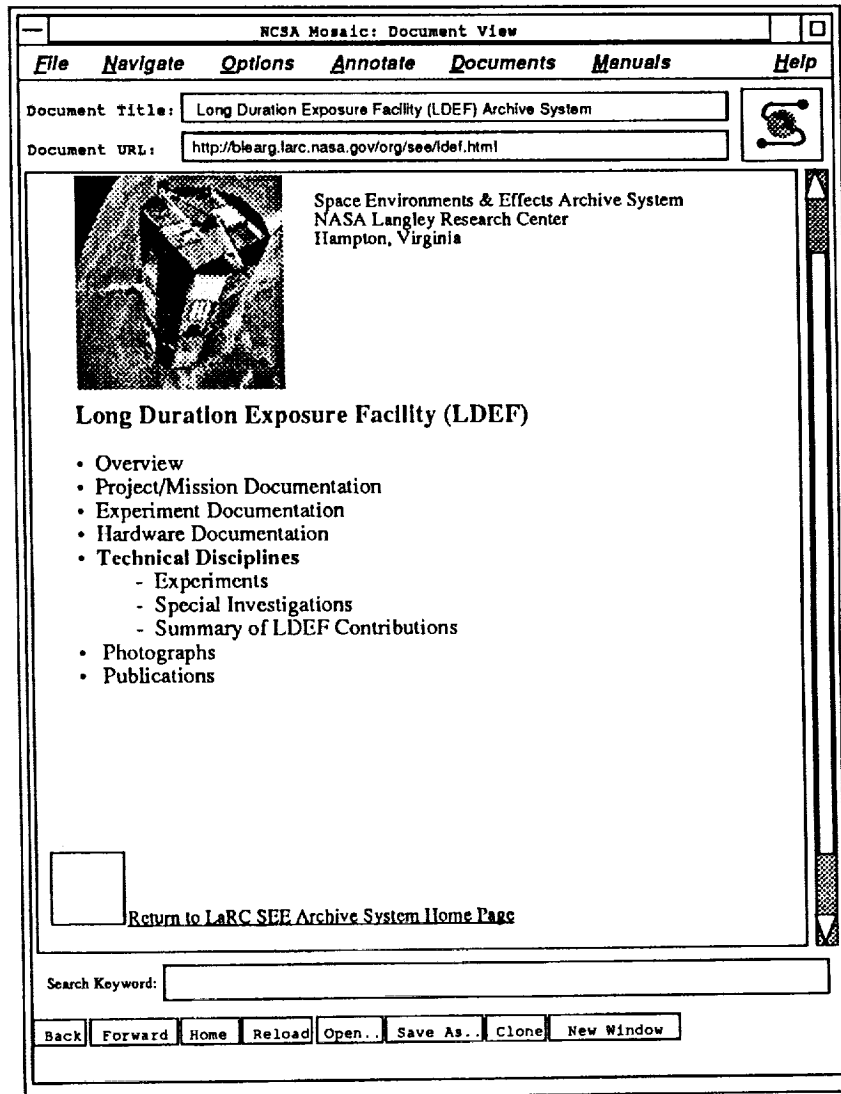 NCSA Mosaic: Document View
File Navigate Options Annotate Documents Manuals Help
Document Title: Long Duration Exposure Facility (LDEF) Archive System
Document URL: http://blearg.larc.nasa.gov/org/see/ldef.html
Space Environments & Effects Archive System
NASA Langley Research Center
Hampton, Virginia
Long Duration Exposure Facility (LDEF)
• Overview
• Project/Mission Documentation
• Experiment Documentation
• Hardware Documentation
• Technical Disciplines
- Experiments
- Special Investigations
- Summary of LDEF Contributions
• Photographs
• Publications
Return to LaRC SEE Archive System Home Page
Search Keyword:
Back Forward Home Reload Open.. Save As.. Clone New Window